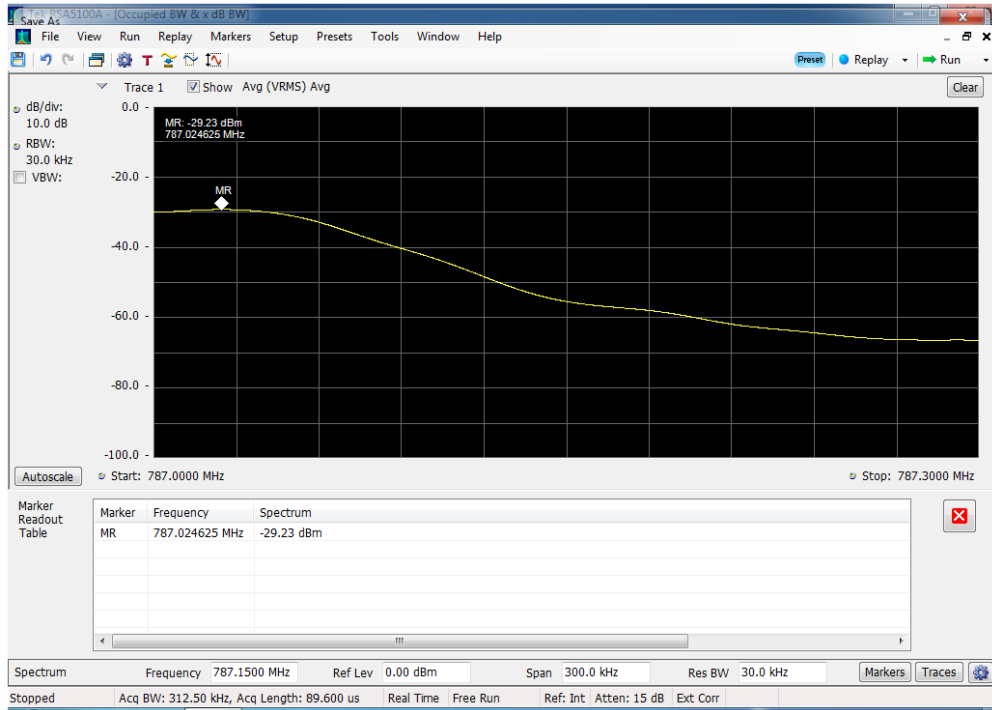 Tek RSA5100A - [Occupied BW & x dB BW]
Save As
File View Run Replay Markers Setup Presets Tools Window Help
T
Preset Replay Run
Trace 1 Show Avg (VRMS) Avg Clear
dB/div:
10.0 dB
RBW:
30.0 kHz
VBW:
0.0 -
-20.0 -
-40.0 -
-60.0 -
-80.0 -
-100.0 -
MR: -29.23 dBm
787.024625 MHz
MR
Autoscale Start: 787.0000 MHz Stop: 787.3000 MHz
Marker
Readout
Table
Marker Frequency Spectrum
MR 787.024625 MHz -29.23 dBm
Spectrum Frequency 787.1500 MHz Ref Lev 0.00 dBm Span 300.0 kHz Res BW 30.0 kHz Markers Traces
Stopped Acq BW: 312.50 kHz, Acq Length: 89.600 us Real Time Free Run Ref: Int Atten: 15 dB Ext Corr